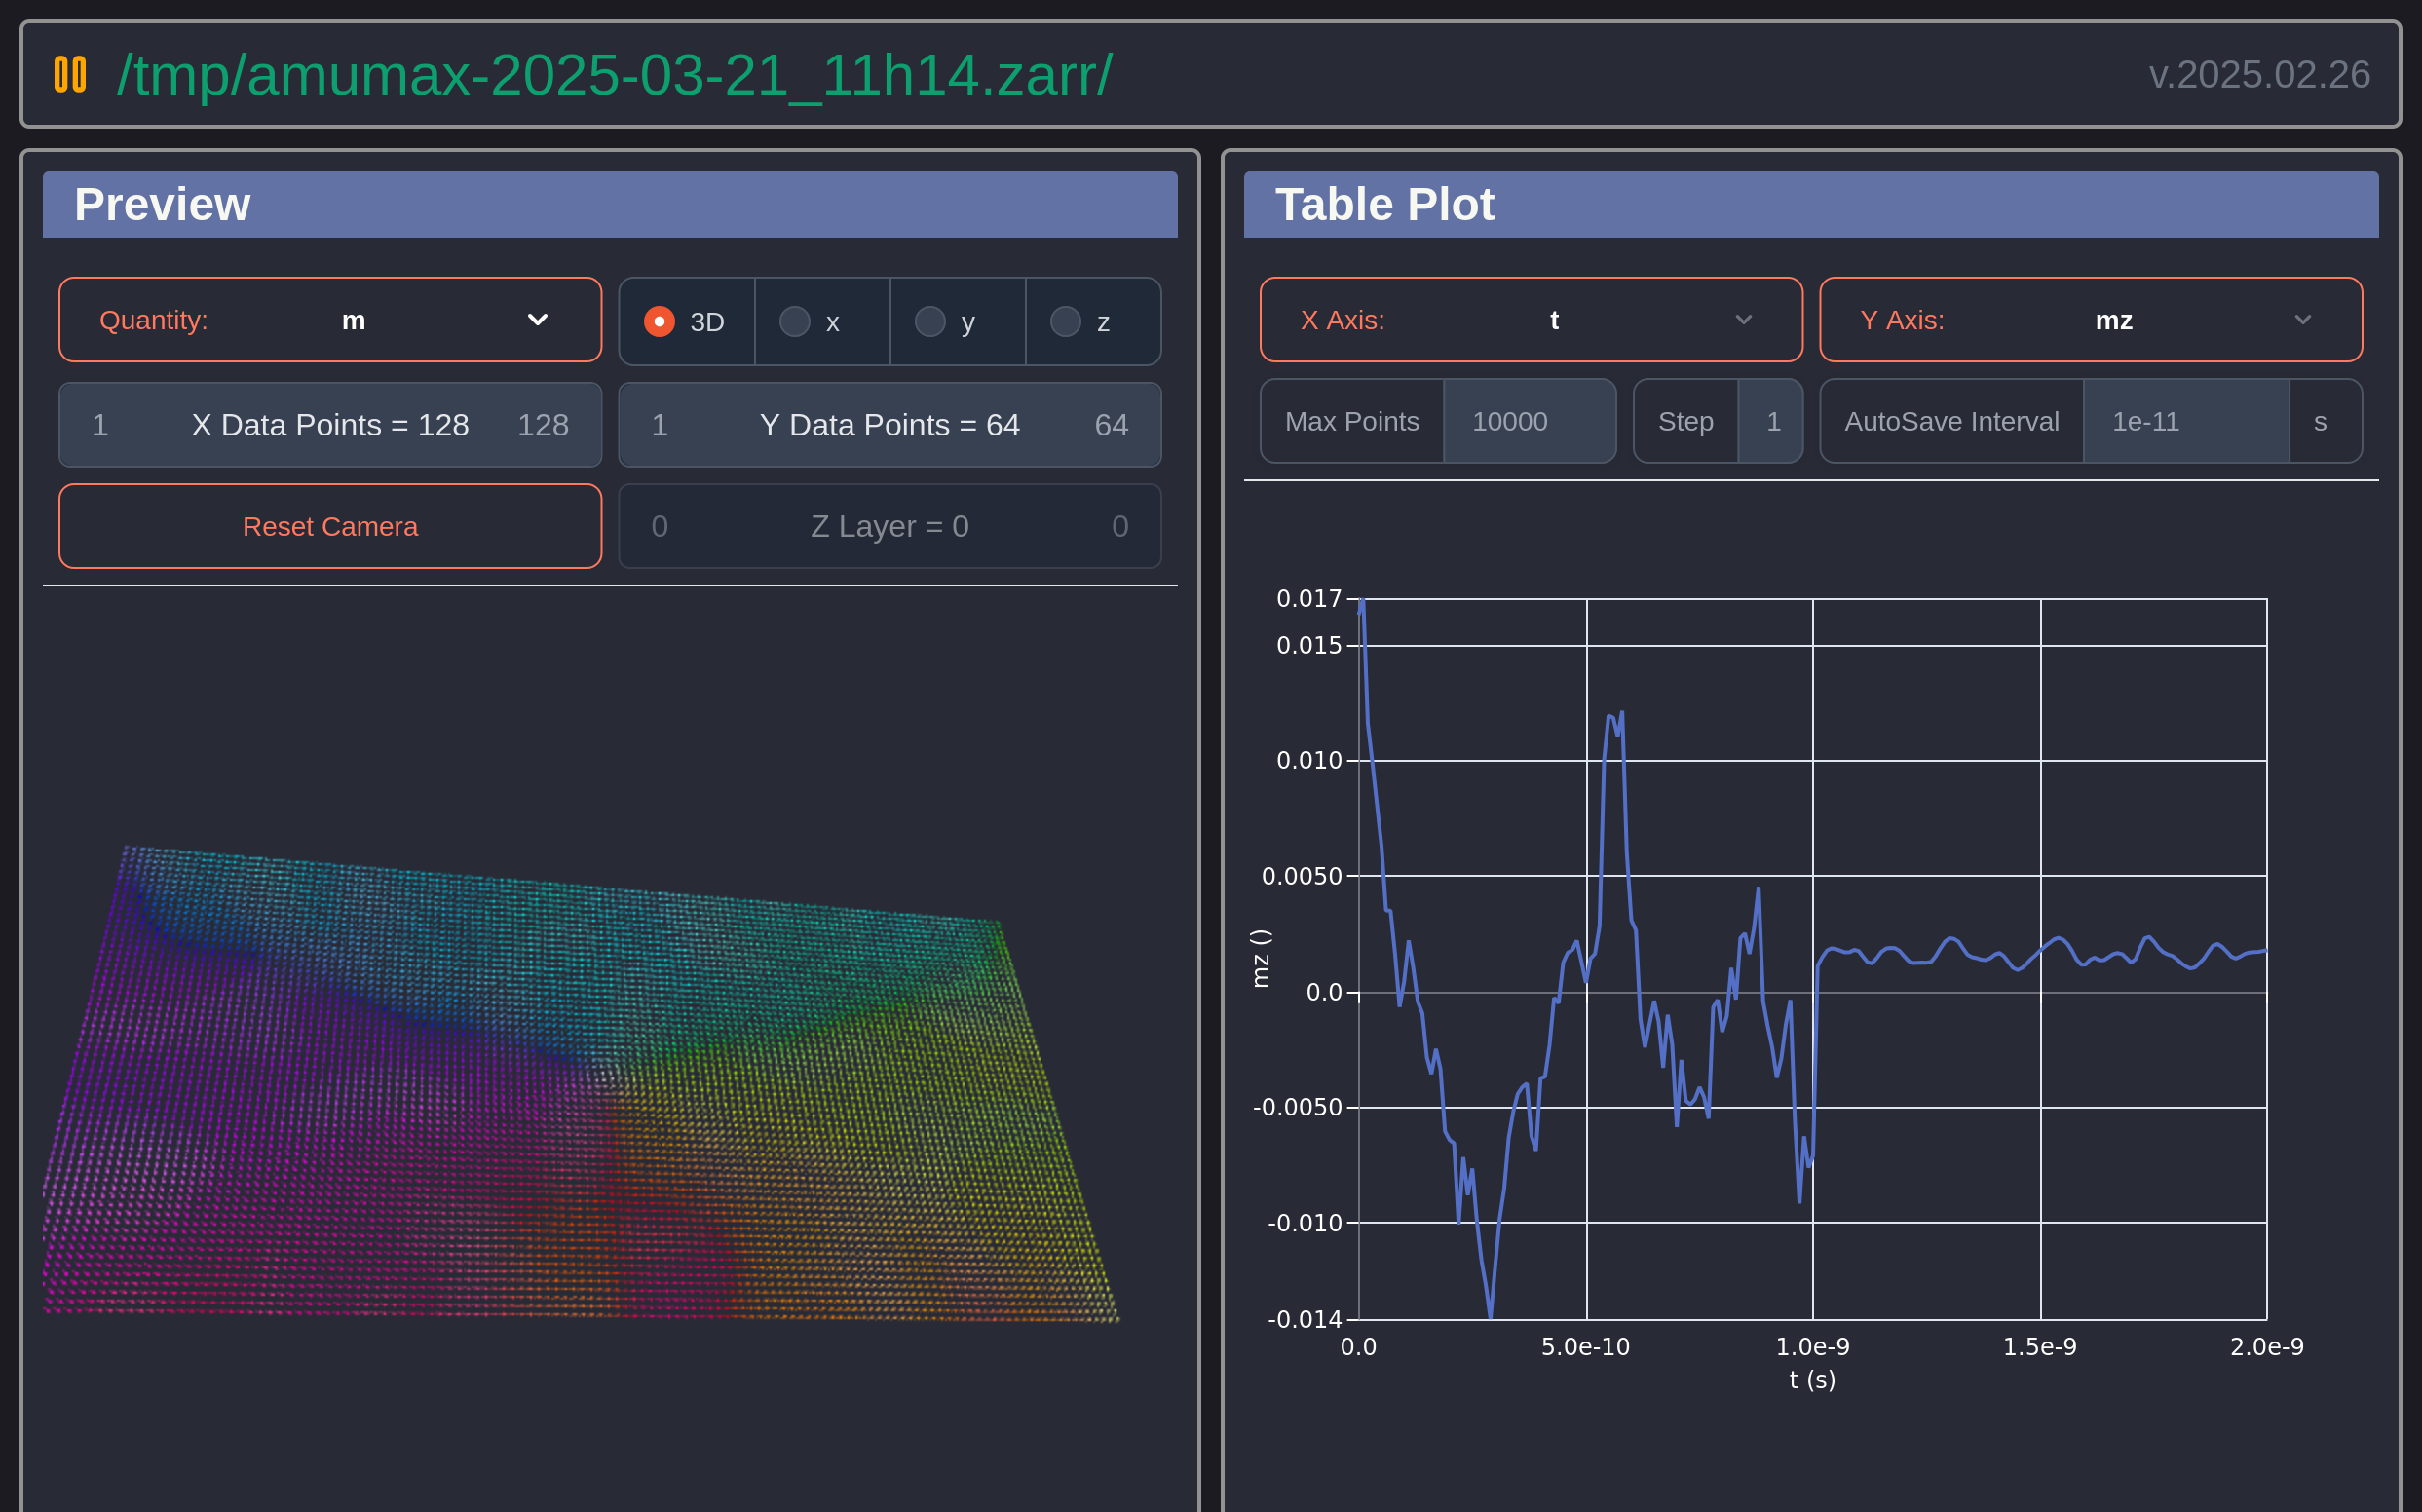 /tmp/amumax-2025-03-21_11h14.zarr/ v.2025.02.26
Preview
Quantity: m
3D x y z
1 X Data Points = 128 128
1 Y Data Points = 64 64
Reset Camera
0 Z Layer = 0 0
Table Plot
X Axis: t
Y Axis: mz
Max Points 10000
Step 1
AutoSave Interval 1e-11 s
0.017
0.015
0.010
0.0050
0.0
-0.0050
-0.010
-0.014
mz ()
0.0 5.0e-10 1.0e-9 1.5e-9 2.0e-9
t (s)